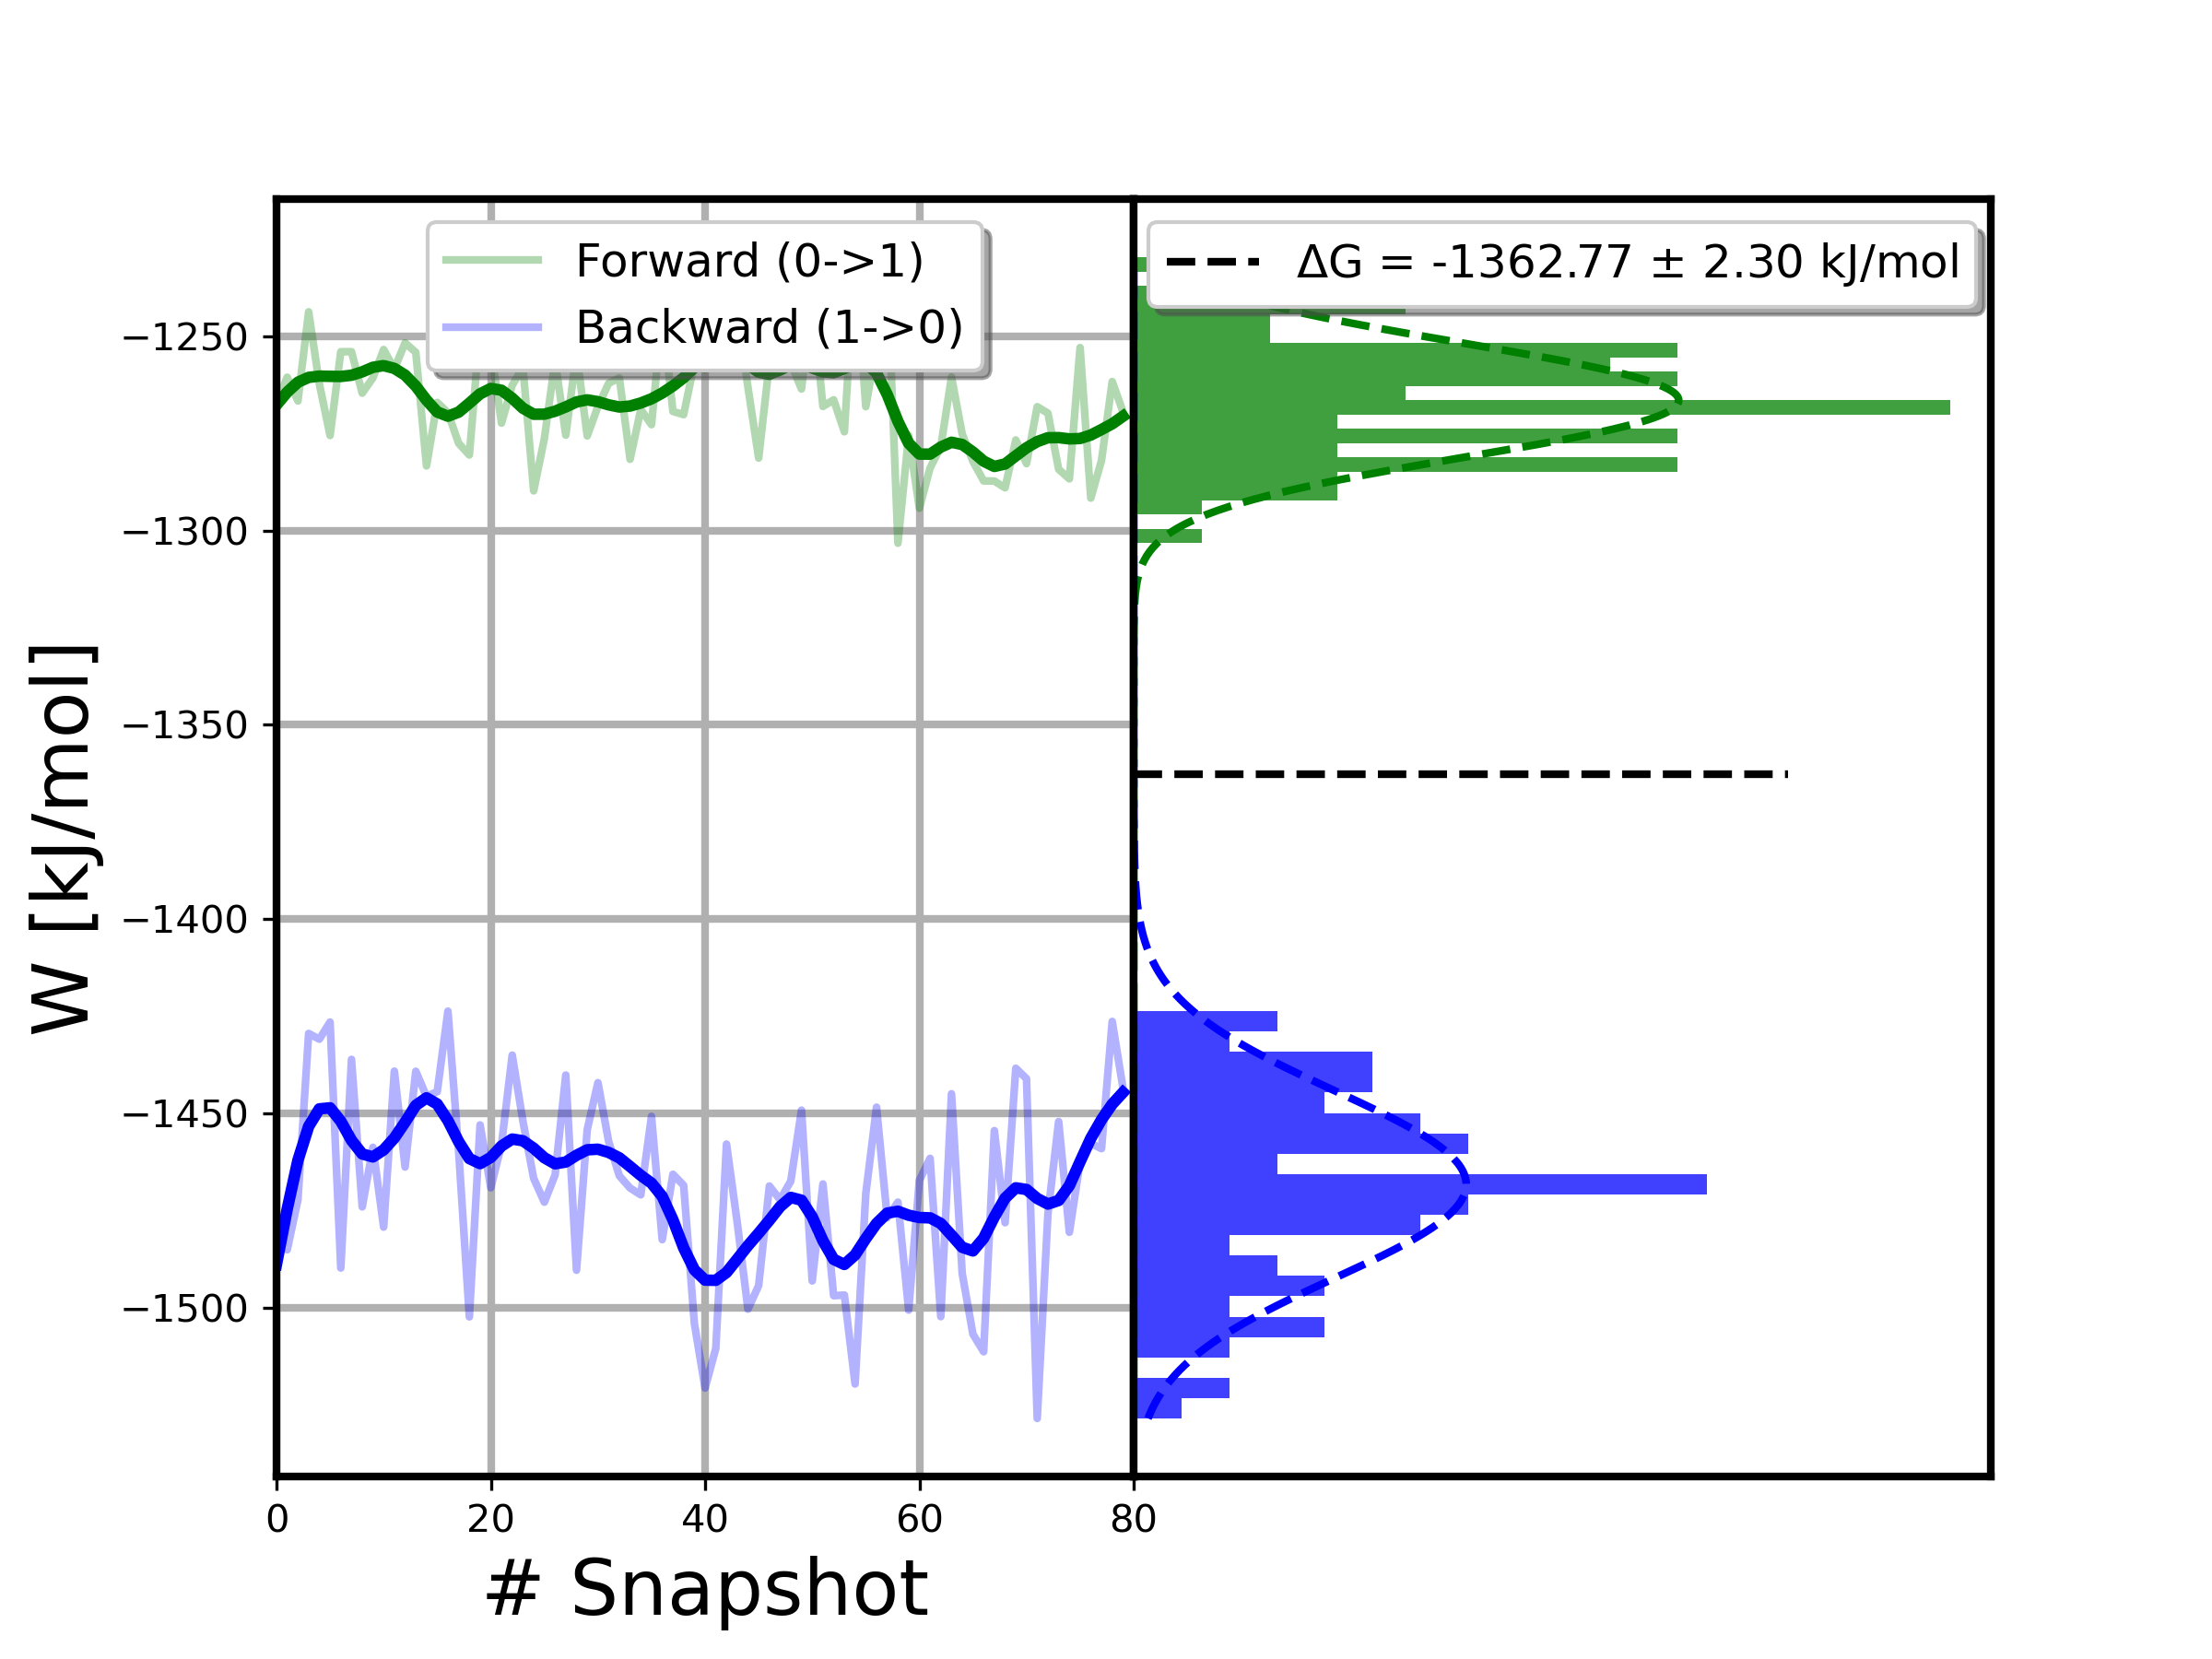 Forward (0->1)
Backward (1->0)
ΔG = -1362.77 ± 2.30 kJ/mol
W [kJ/mol]
−1250
−1300
−1350
−1400
−1450
−1500
0 20 40 60 80
# Snapshot